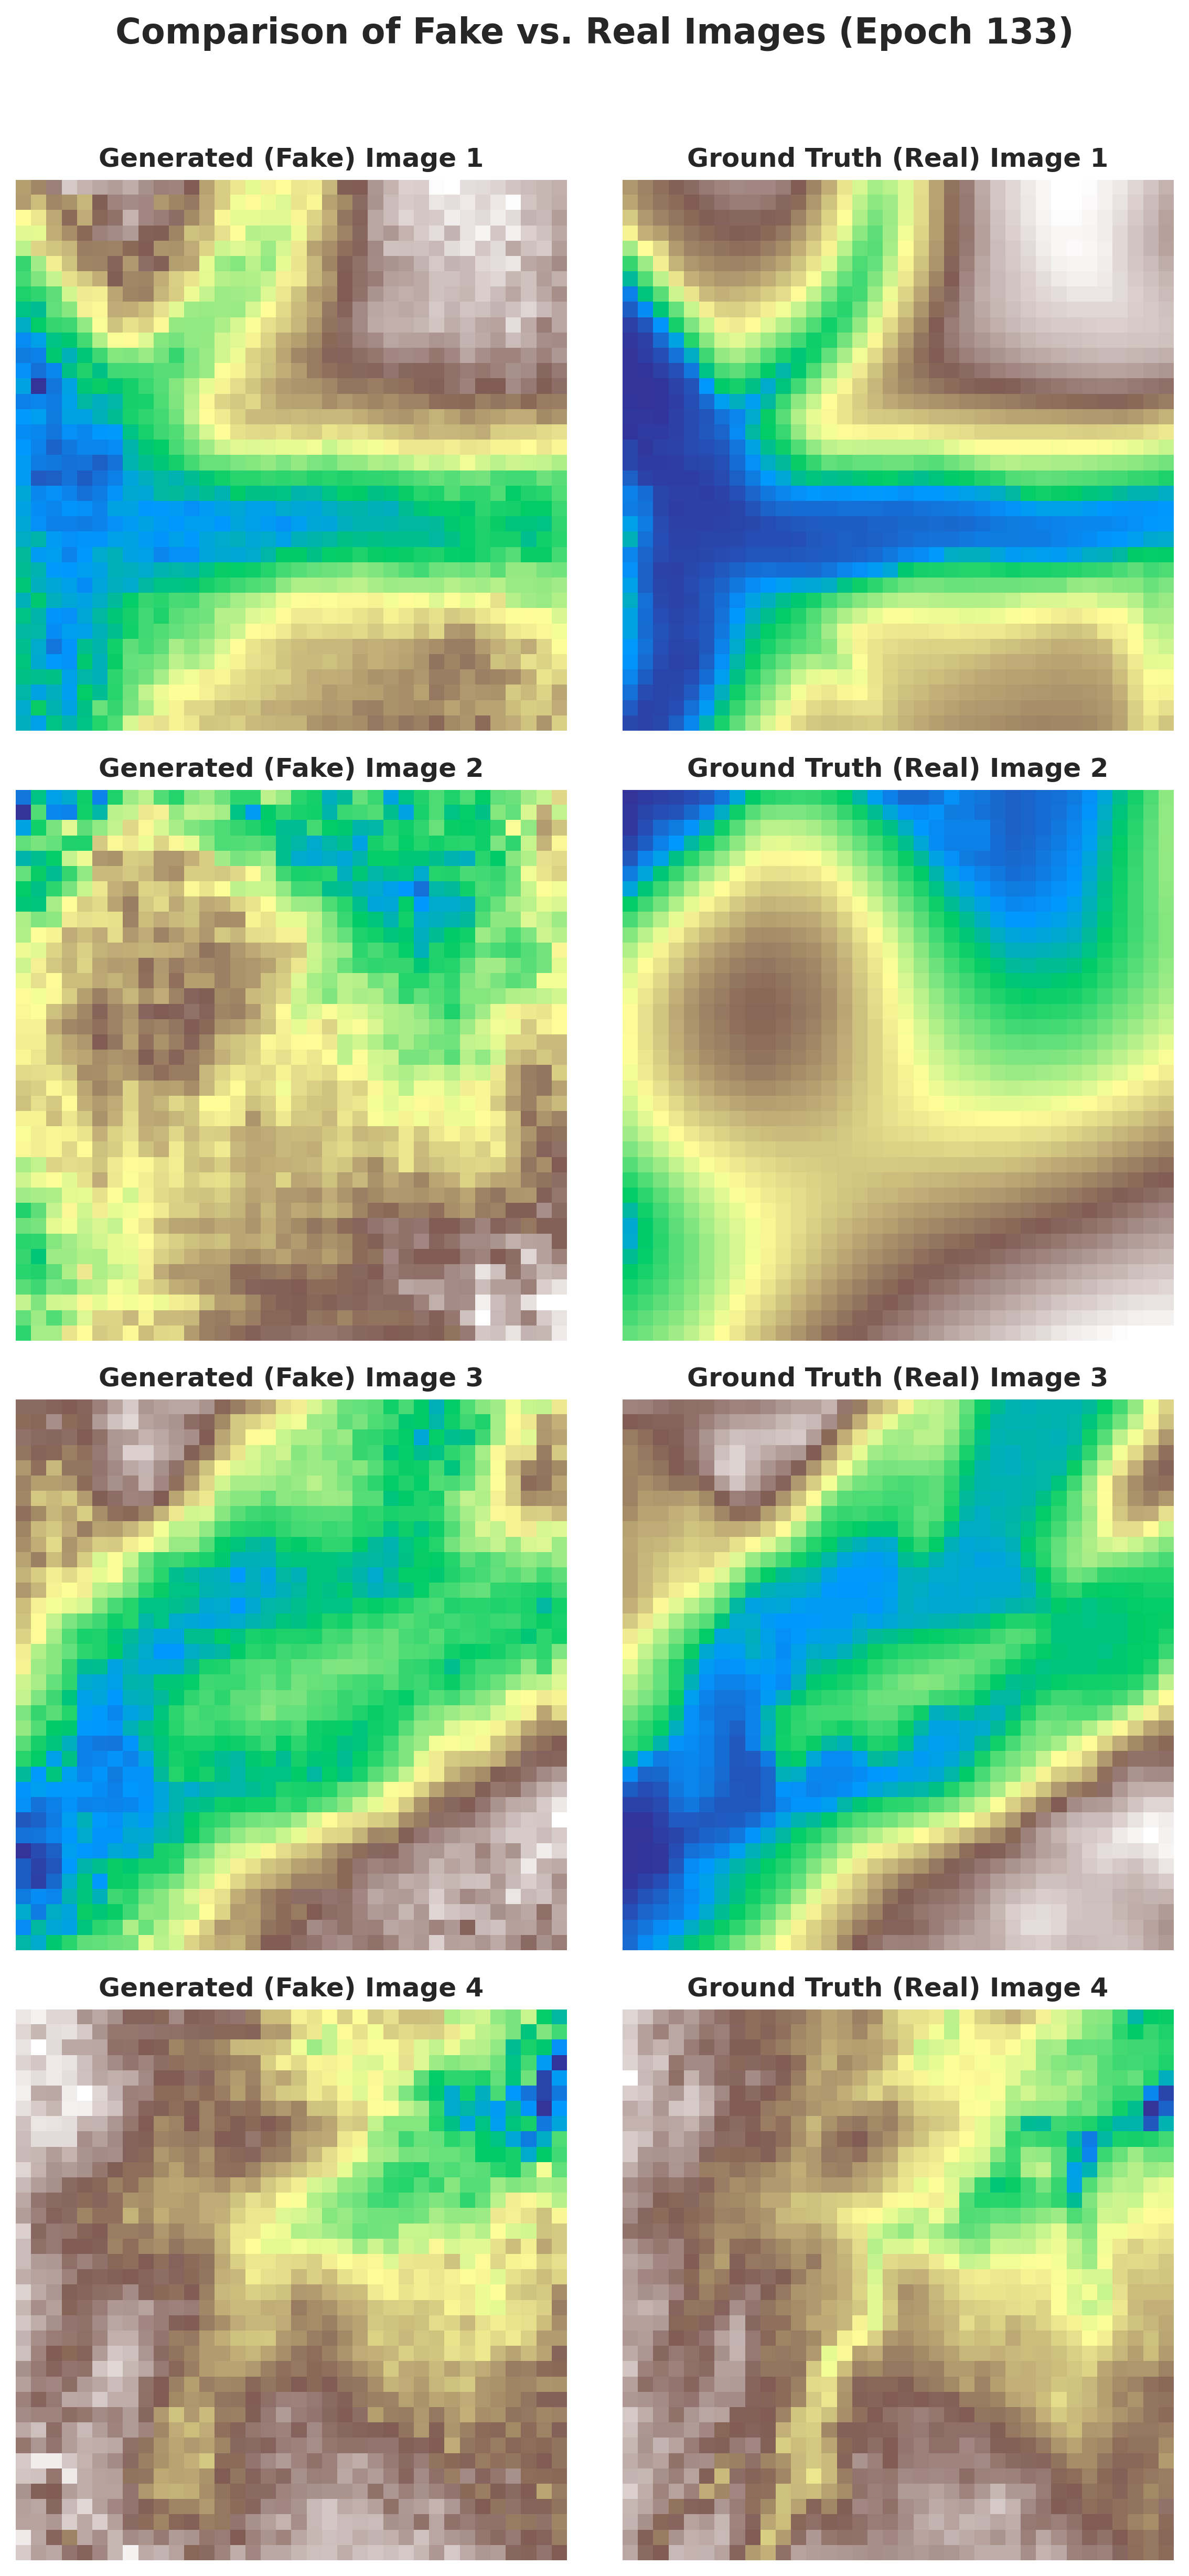 Comparison of Fake vs. Real Images (Epoch 133)
Generated (Fake) Image 1
Ground Truth (Real) Image 1
Generated (Fake) Image 2
Ground Truth (Real) Image 2
Generated (Fake) Image 3
Ground Truth (Real) Image 3
Generated (Fake) Image 4
Ground Truth (Real) Image 4